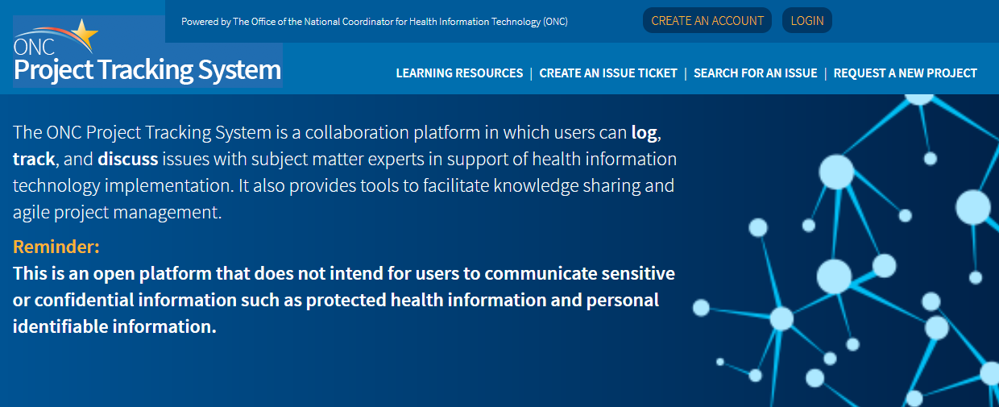 Powered by The Office of the National Coordinator for Health Information Technology (ONC)
CREATE AN ACCOUNT
LOGIN
ONC
Project Tracking System
LEARNING RESOURCES | CREATE AN ISSUE TICKET | SEARCH FOR AN ISSUE | REQUEST A NEW PROJECT
The ONC Project Tracking System is a collaboration platform in which users can log,
track, and discuss issues with subject matter experts in support of health information
technology implementation. It also provides tools to facilitate knowledge sharing and
agile project management.
Reminder:
This is an open platform that does not intend for users to communicate sensitive
or confidential information such as protected health information and personal
identifiable information.